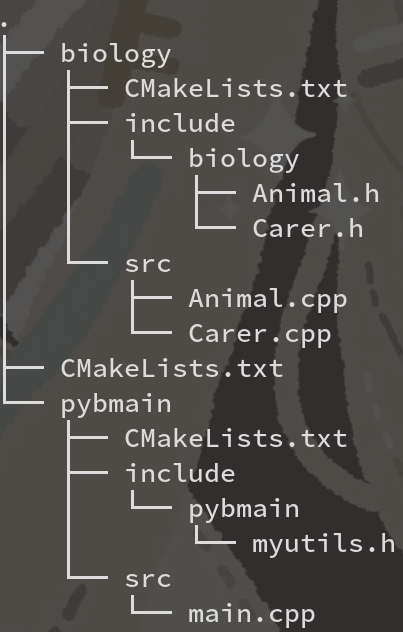 .
├── biology
│   ├── CMakeLists.txt
│   ├── include
│   │   └── biology
│   │       ├── Animal.h
│   │       └── Carer.h
│   └── src
│       ├── Animal.cpp
│       └── Carer.cpp
├── CMakeLists.txt
└── pybmain
    ├── CMakeLists.txt
    ├── include
    │   └── pybmain
    │       └── myutils.h
    └── src
        └── main.cpp